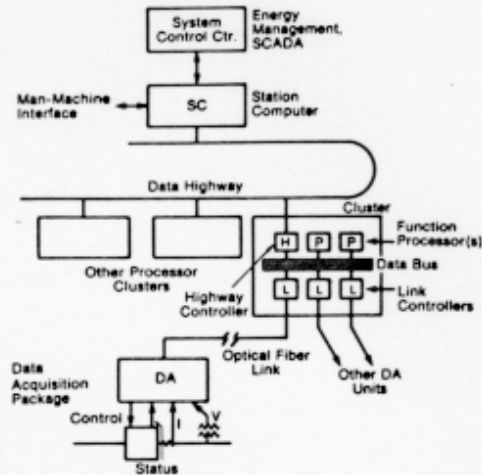 System
Control Ctr.
Energy
Management,
SCADA
Man-Machine
Interface
SC
Station
Computer
Data Highway
Cluster
Other Processor
Clusters
H
P
P
Function
Processor(s)
Data Bus
Highway
Controller
L
L
L
Link
Controllers
Optical Fiber
Link
Other DA
Units
Data
Acquisition
Package
DA
Control
I
V
Status